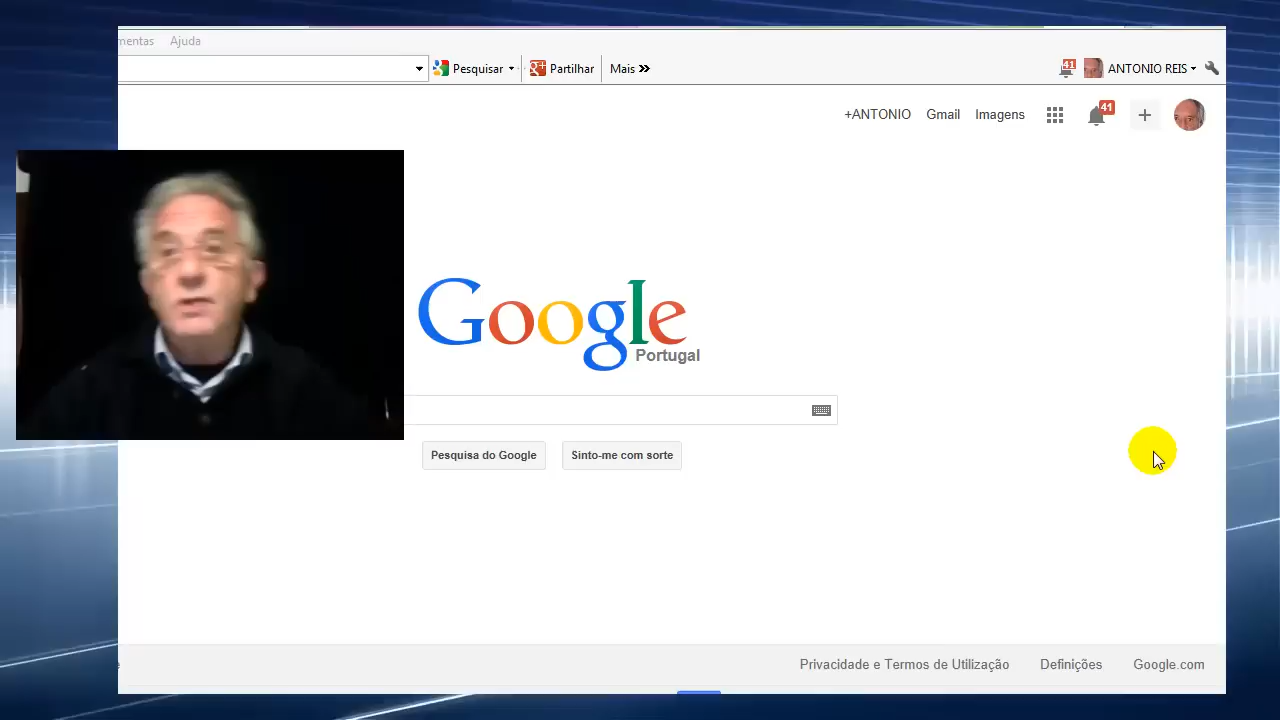 mentas Ajuda
Pesquisar Partilhar Mais 41 ANTONIO REIS
+ANTONIO Gmail Imagens 41
Google
Portugal
Pesquisa do Google Sinto-me com sorte
Privacidade e Termos de Utilização Definições Google.com